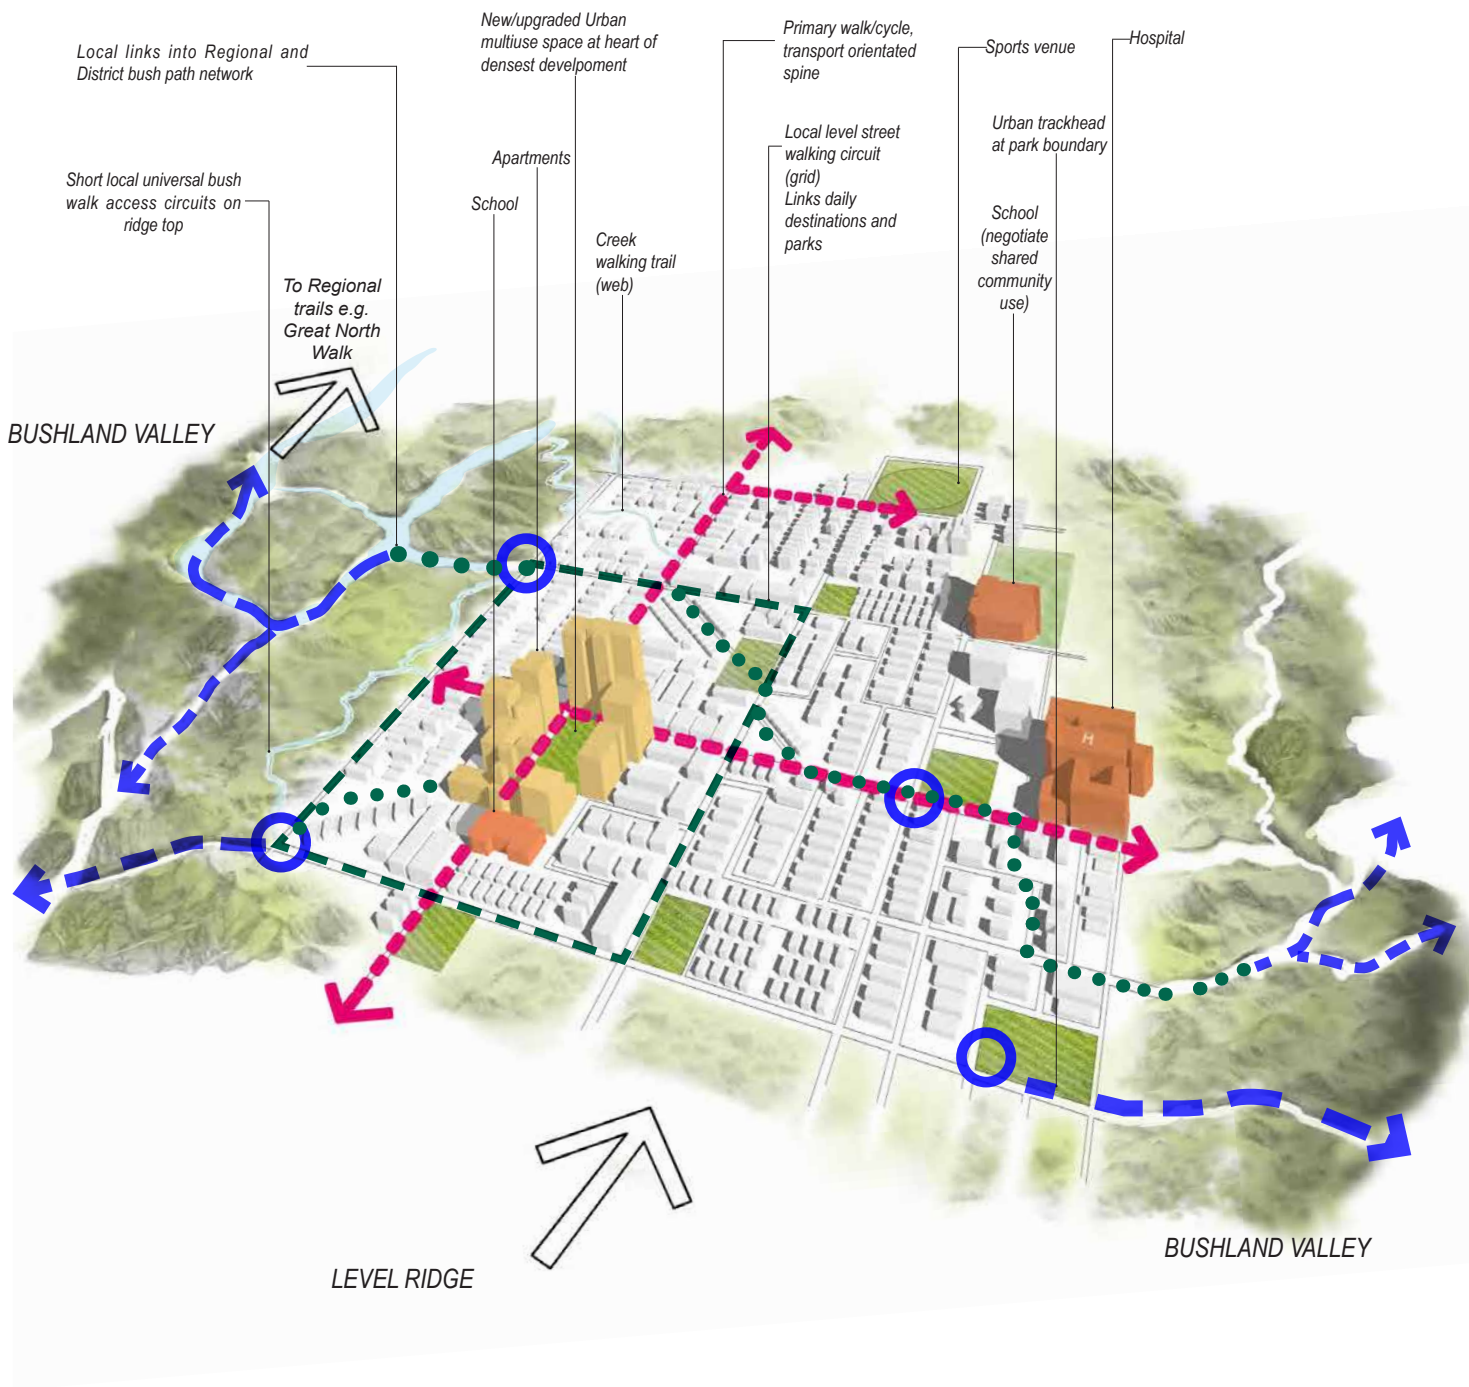 New/upgraded Urban
multiuse space at heart of
densest develpoment
Primary walk/cycle,
transport orientated
spine
Sports venue
Hospital
Local links into Regional and
District bush path network
Urban trackhead
at park boundary
Local level street
walking circuit
(grid)
Links daily
destinations and
parks
Apartments
Short local universal bush
walk access circuits on
ridge top
School
School
(negotiate
shared
community
use)
Creek
walking trail
(web)
To Regional
trails e.g.
Great North
Walk
BUSHLAND VALLEY
H
BUSHLAND VALLEY
LEVEL RIDGE